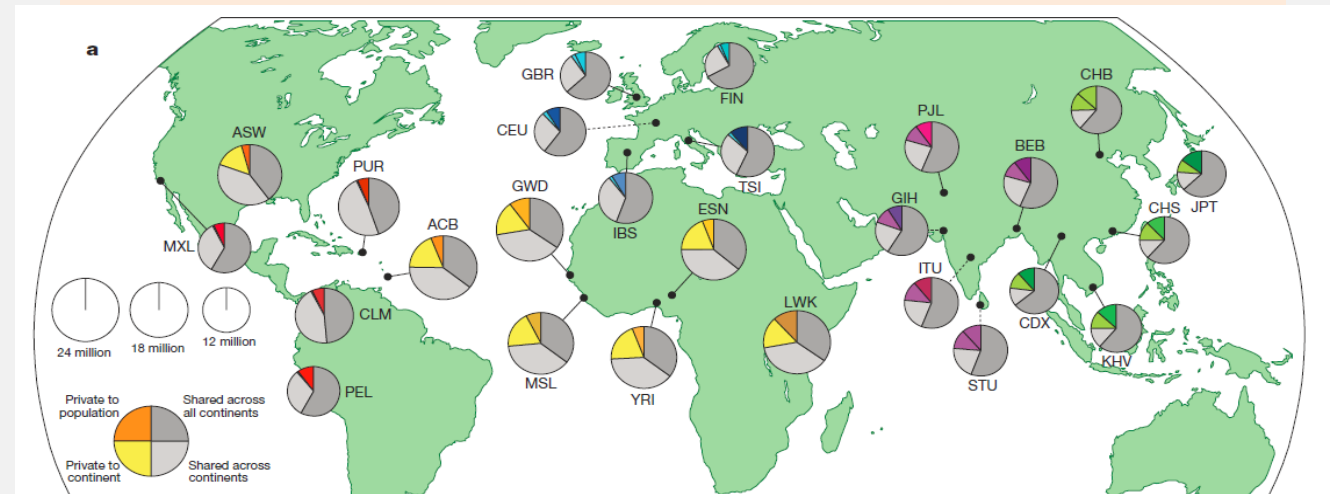 a
GBR
FIN
CHB
CEU
PJL
ASW
BEB
PUR
TSI
GWD
ESN
GIH
CHS
JPT
IBS
ACB
MXL
ITU
LWK
CDX
CLM
24 million
18 million
12 million
KHV
MSL
STU
PEL
YRI
Private to
population
Shared across
all continents
Private to
continent
Shared across
continents